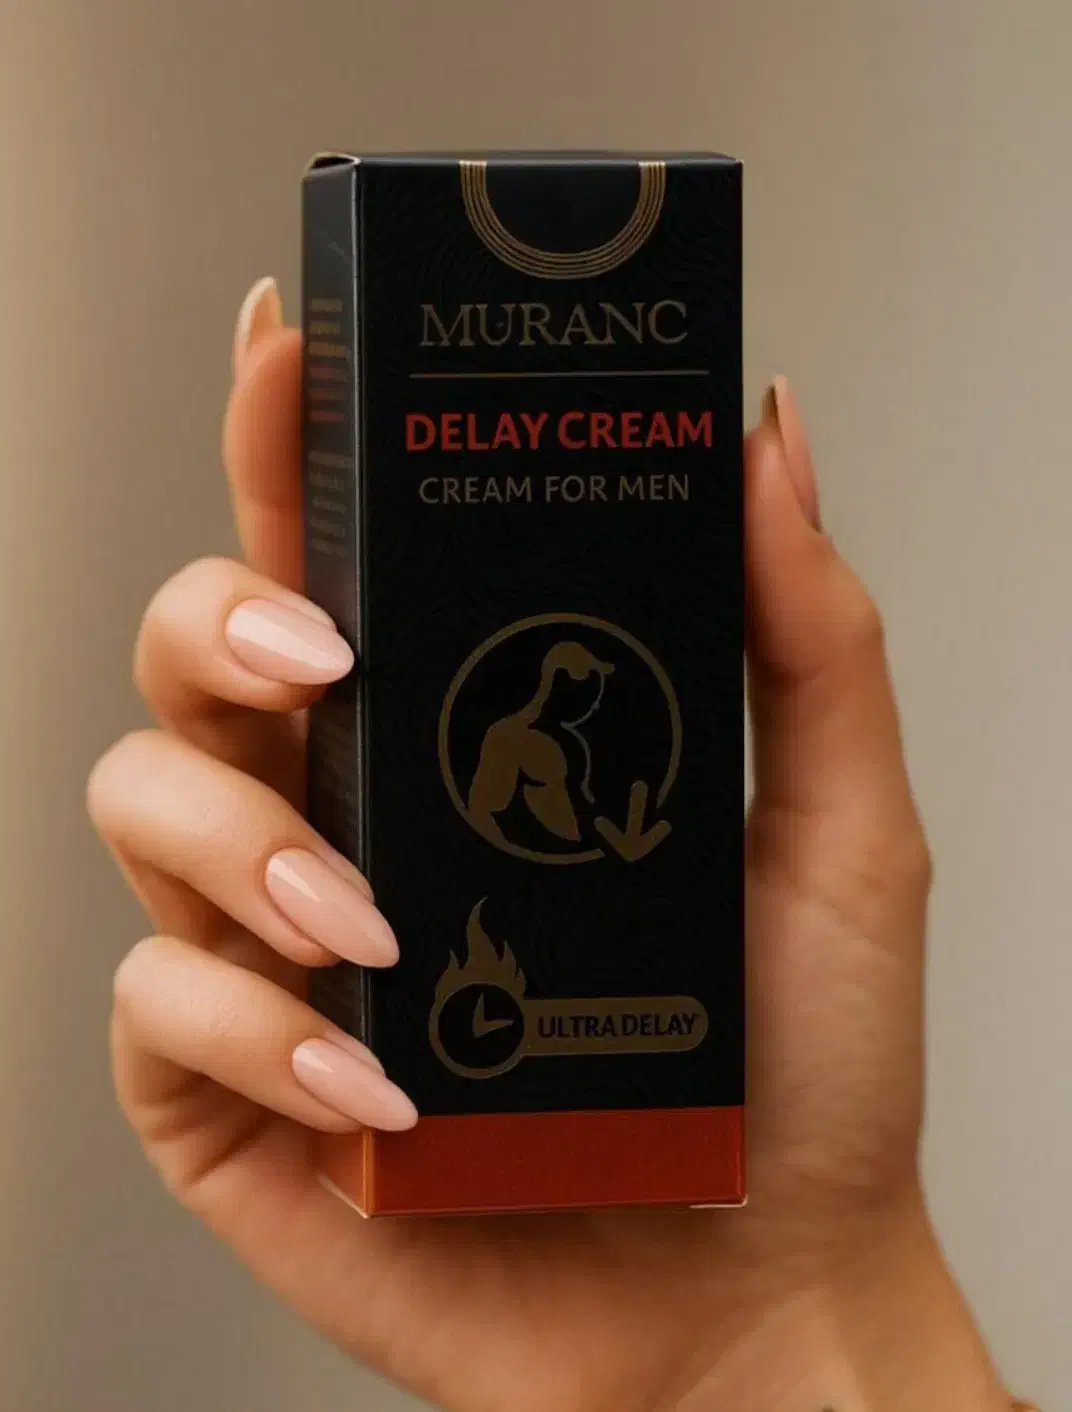 MURANC
DELAY CREAM
CREAM FOR MEN
ULTRA DELAY